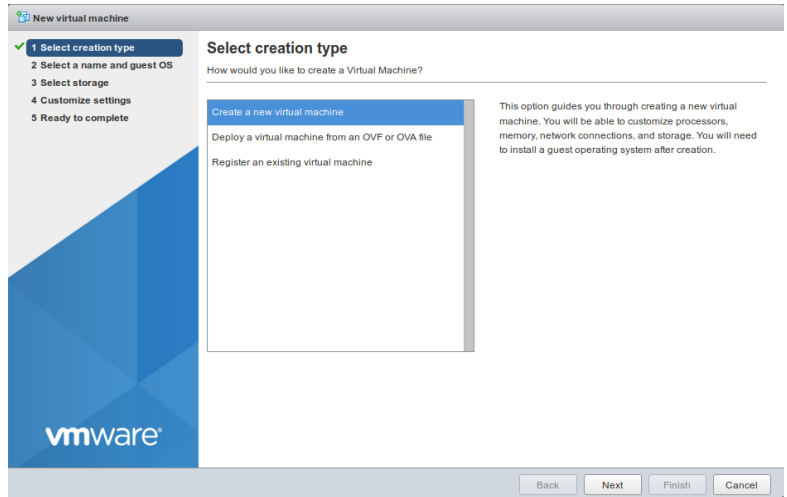 New virtual machine
1 Select creation type
2 Select a name and guest OS
3 Select storage
4 Customize settings
5 Ready to complete
Select creation type
How would you like to create a Virtual Machine?
Create a new virtual machine
Deploy a virtual machine from an OVF or OVA file
Register an existing virtual machine
This option guides you through creating a new virtual
machine. You will be able to customize processors,
memory, network connections, and storage. You will need
to install a guest operating system after creation.
vmware®
Back Next Finish Cancel